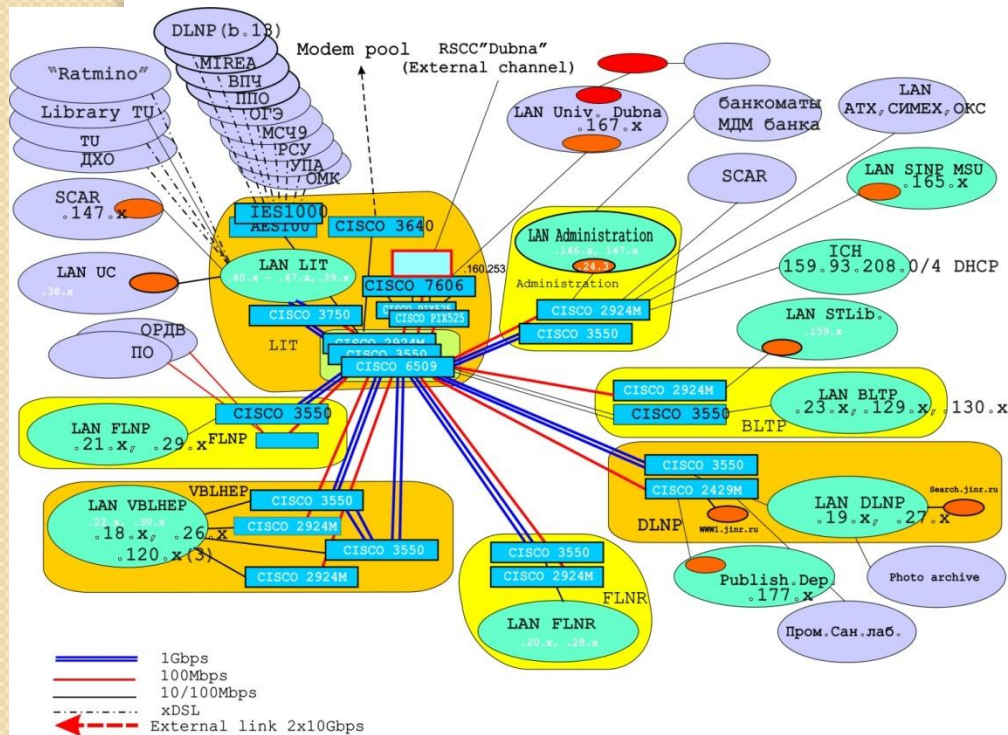 DLNP(b.13)
MIREA
ВПЧ
ППО
ОГЭ
МСЧ9
РСУ
УПА
ОМК
Modem pool
RSCC"Dubna"
(External channel)
"Ratmino"
Library TU
TU
ДХО
SCAR
.147.x
LAN UC
.38.x
ОРДВ
ПО
LAN Univ. Dubna
.167.x
банкоматы
МДМ банка
LAN
АТХ,СИМЕХ,ОКС
SCAR
LAN SINP MSU
.165.x
ICH
159.93.208.0/4 DHCP
LAN STLib.
.159.x
IES1000
AES100
CISCO 3640
LAN LIT
.40.x - .47.x,.39.x
CISCO 7606
.160.253
CISCO PIX525
CISCO PIX525
CISCO 3750
LIT
CISCO 2924M
CISCO 3550
CISCO 6509
LAN Administration
.146.x, 147.x
.24.3
Administration
CISCO 2924M
CISCO 3550
CISCO 2924M
CISCO 3550
LAN BLTP
.23.x,.129.x,.130.x
BLTP
LAN FLNP
.21.x, .29.x
CISCO 3550
FLNP
LAN VBLHEP
.22.x, .30.x
.18.x, .26.x
.120.x(3)
VBLHEP
CISCO 3550
CISCO 2924M
CISCO 3550
CISCO 2924M
CISCO 3550
CISCO 2924M
FLNR
LAN FLNR
.20.x, .28.x
CISCO 3550
CISCO 2429M
DLNP
WWW1.jinr.ru
LAN DLNP
.19.x, .27.x
Search.jinr.ru
Publish.Dep.
.177.x
Photo archive
Пром.Сан.лаб.
1Gbps
100Mbps
10/100Mbps
xDSL
External link 2x10Gbps